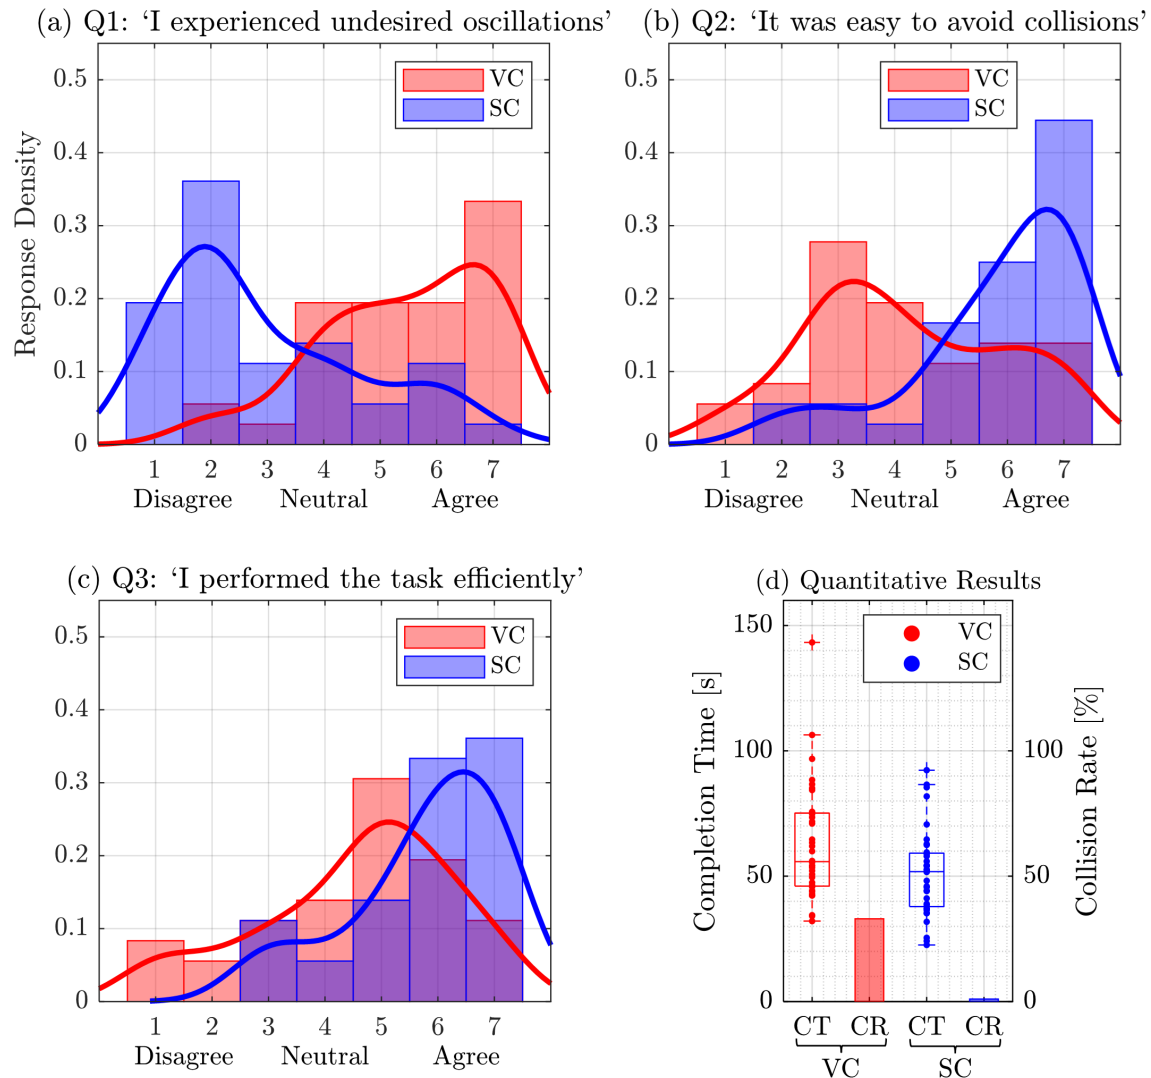 (a) Q1: ‘I experienced undesired oscillations’
VC
SC
Response Density
0.5
0.4
0.3
0.2
0.1
0
1 2 3 4 5 6 7
Disagree Neutral Agree
(b) Q2: ‘It was easy to avoid collisions’
VC
SC
0.5
0.4
0.3
0.2
0.1
0
1 2 3 4 5 6 7
Disagree Neutral Agree
(c) Q3: ‘I performed the task efficiently’
VC
SC
0.5
0.4
0.3
0.2
0.1
0
1 2 3 4 5 6 7
Disagree Neutral Agree
(d) Quantitative Results
VC
SC
Completion Time [s]
150
100
50
0
Collision Rate [%]
100
50
0
CT CR CT CR
VC SC